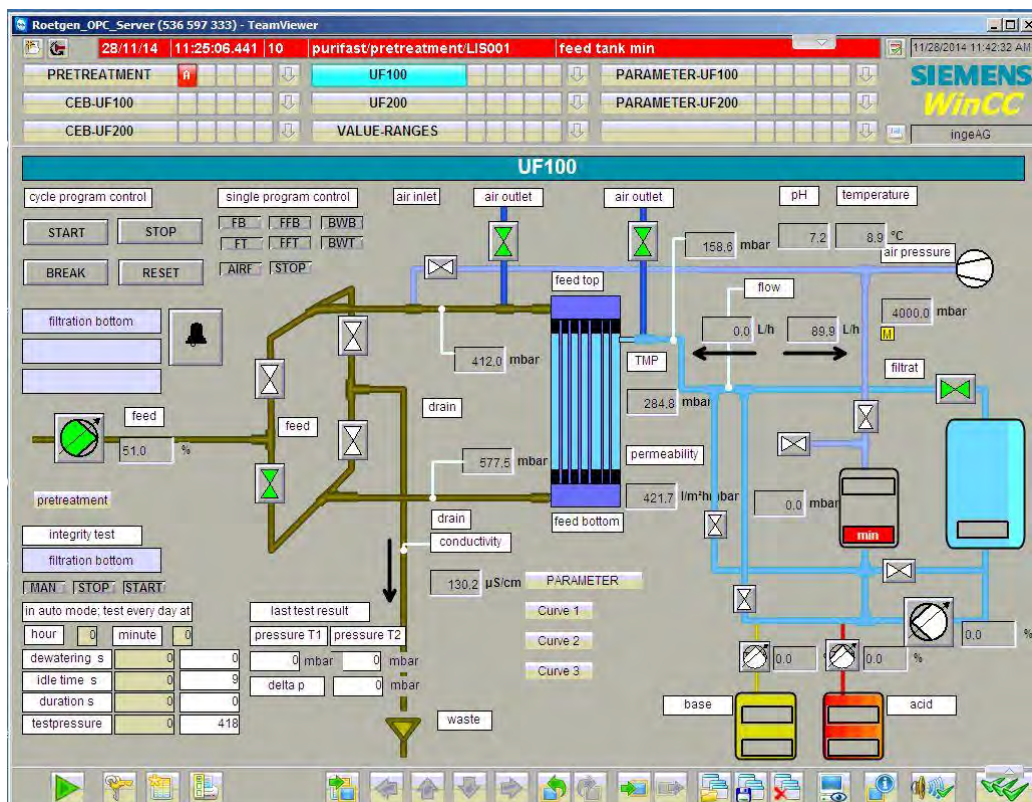 Roetgen_OPC_Server (536 597 333) - TeamViewer
28/11/14 11:25:06.441 10 purifast/pretreatment/LIS001 feed tank min
11/28/2014 11:42:32 AM
PRETREATMENT A UF100 PARAMETER-UF100
SIEMENS
CEB-UF100 UF200 PARAMETER-UF200
WinCC
CEB-UF200 VALUE-RANGES
ingeAG
UF100
cycle program control single program control air inlet air outlet air outlet pH temperature
START STOP
FB FFB BWB
FT FFT BWT
158.6 mbar 7.2 8.9 °C
air pressure
BREAK RESET
AIRF STOP
feed top
flow
filtration bottom
4000.0 mbar
0.0 L/h 89.9 L/h
M
412.0 mbar
TMP
filtrat
284.8 mbar
drain
feed
feed
51.0 %
577.5 mbar
permeability
421.7 l/m²hmbar
0.0 mbar
pretreatment
drain
feed bottom
min
integrity test
conductivity
filtration bottom
130.2 µS/cm
PARAMETER
MAN STOP START
in auto mode; test every day at
last test result
Curve 1
hour 0 minute 0
pressure T1 pressure T2
Curve 2
0.0 %
dewatering s 0 0
0 mbar 0 mbar
0.0 % 0.0 %
idle time s 0 9
Curve 3
delta p 0 mbar
duration s 0 0
base
acid
testpressure 0 418
waste